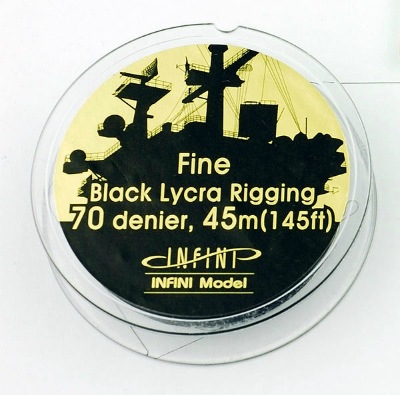 Fine
Black Lycra Rigging
70 denier, 45m(145ft)
INFINI
INFINI Model